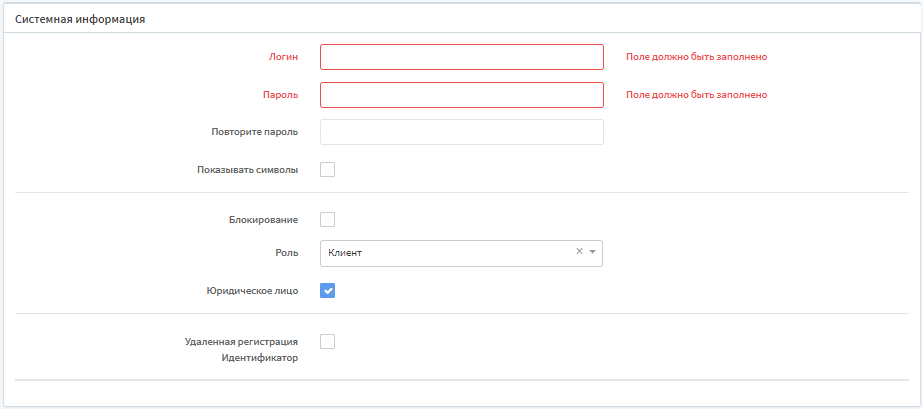 Системная информация
Логин
Поле должно быть заполнено
Пароль
Поле должно быть заполнено
Повторите пароль
Показывать символы
Блокирование
Роль
Клиент
Юридическое лицо
Удаленная регистрация
Идентификатор